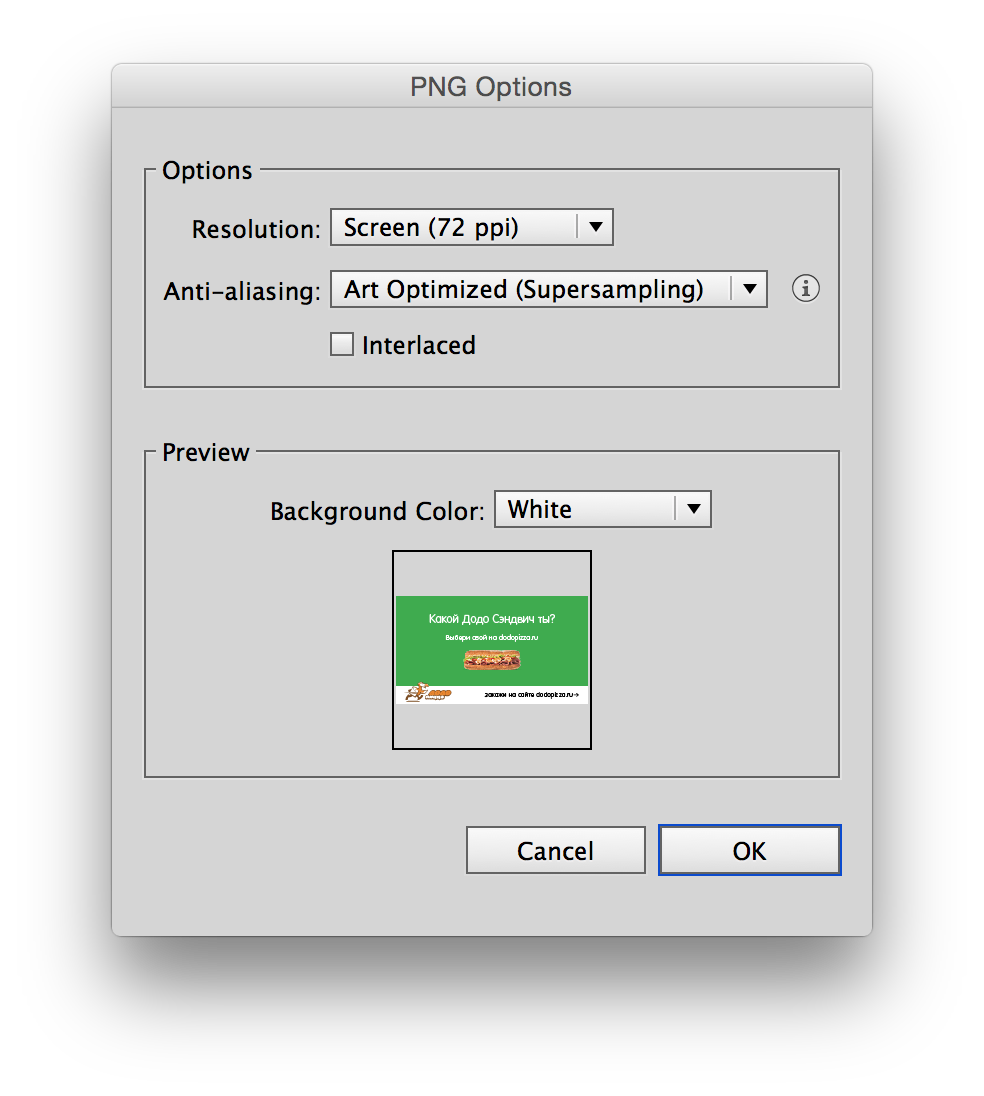 PNG Options
Options
Resolution: Screen (72 ppi)
Anti-aliasing: Art Optimized (Supersampling)
Interlaced
Preview
Background Color: White
Какой Додо Сэндвич ты?
Выбери свой на dodopizza.ru
закажи на сайте dodopizza.ru→
Cancel OK